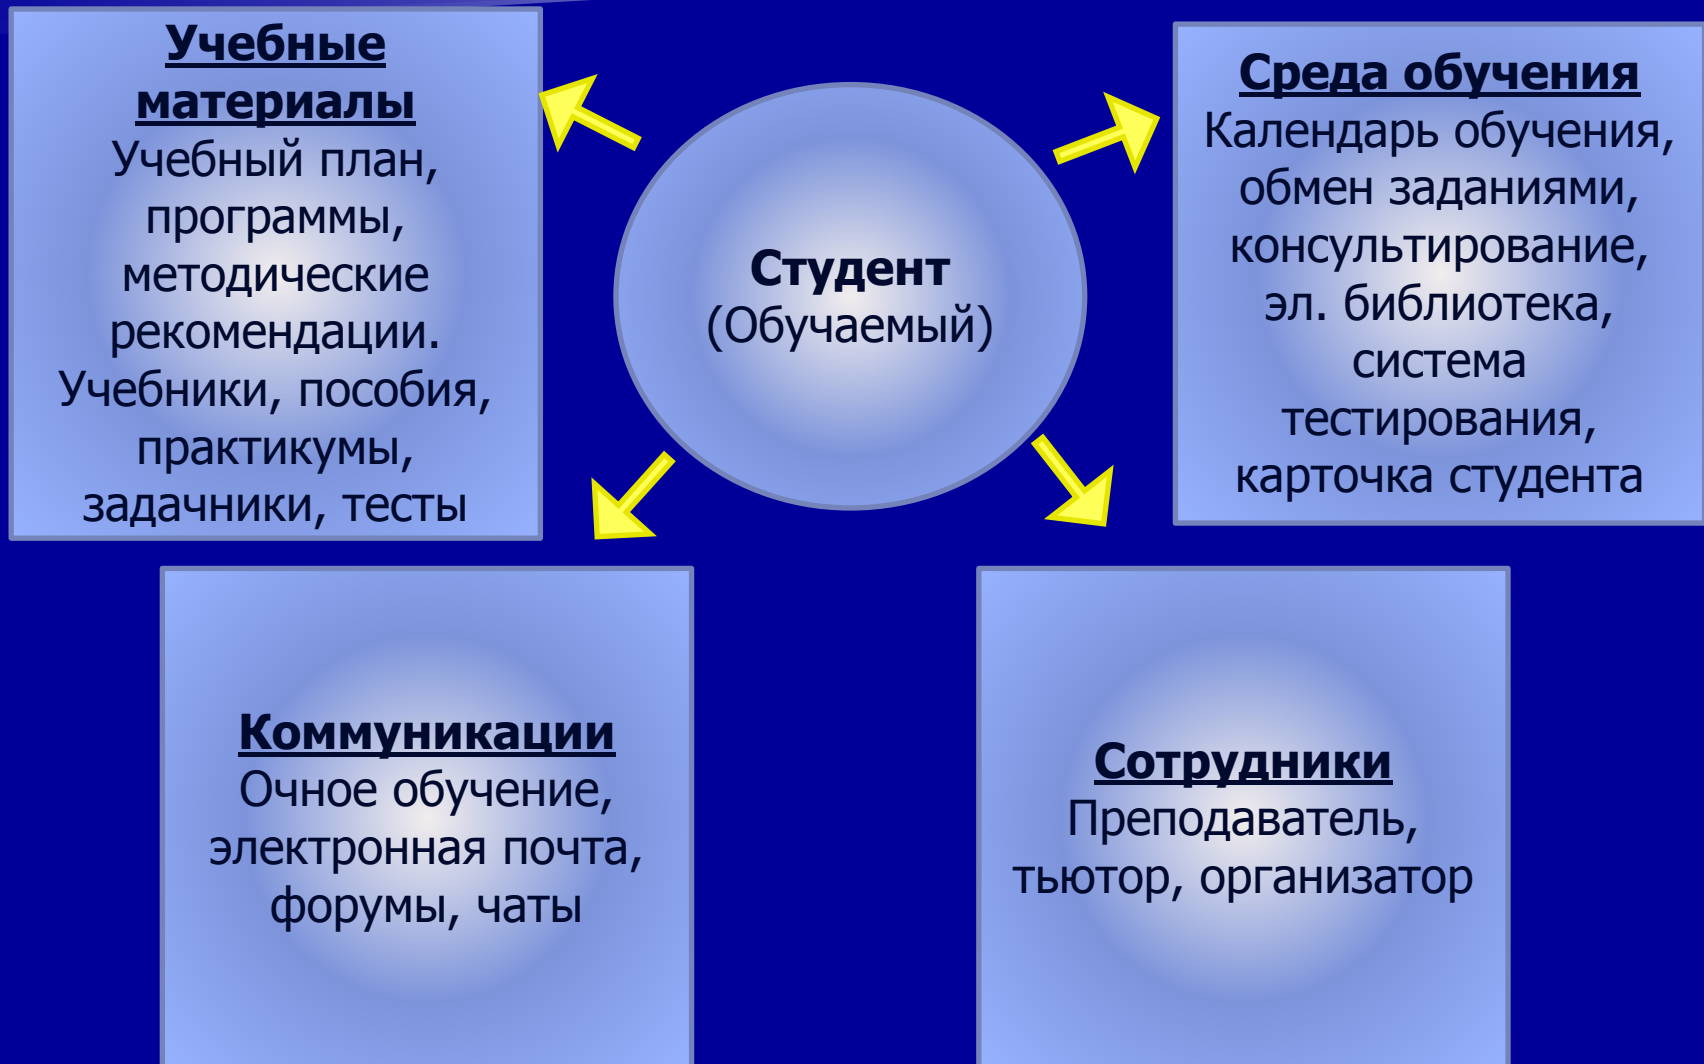 Учебные
материалы
Учебный план,
программы,
методические
рекомендации.
Учебники, пособия,
практикумы,
задачники, тесты
Студент
(Обучаемый)
Среда обучения
Календарь обучения,
обмен заданиями,
консультирование,
эл. библиотека,
система
тестирования,
карточка студента
Коммуникации
Очное обучение,
электронная почта,
форумы, чаты
Сотрудники
Преподаватель,
тьютор, организатор